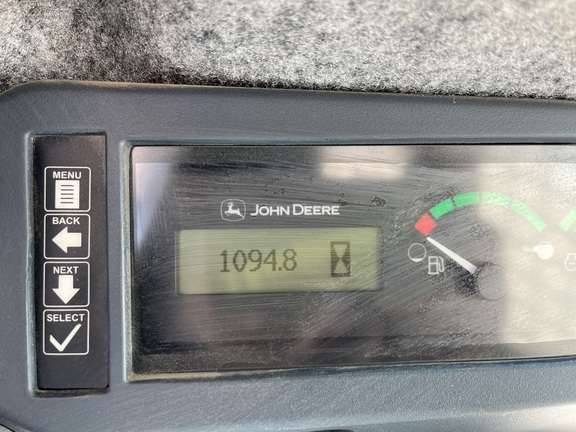 MENU
BACK
NEXT
SELECT
JOHN DEERE
1094.8